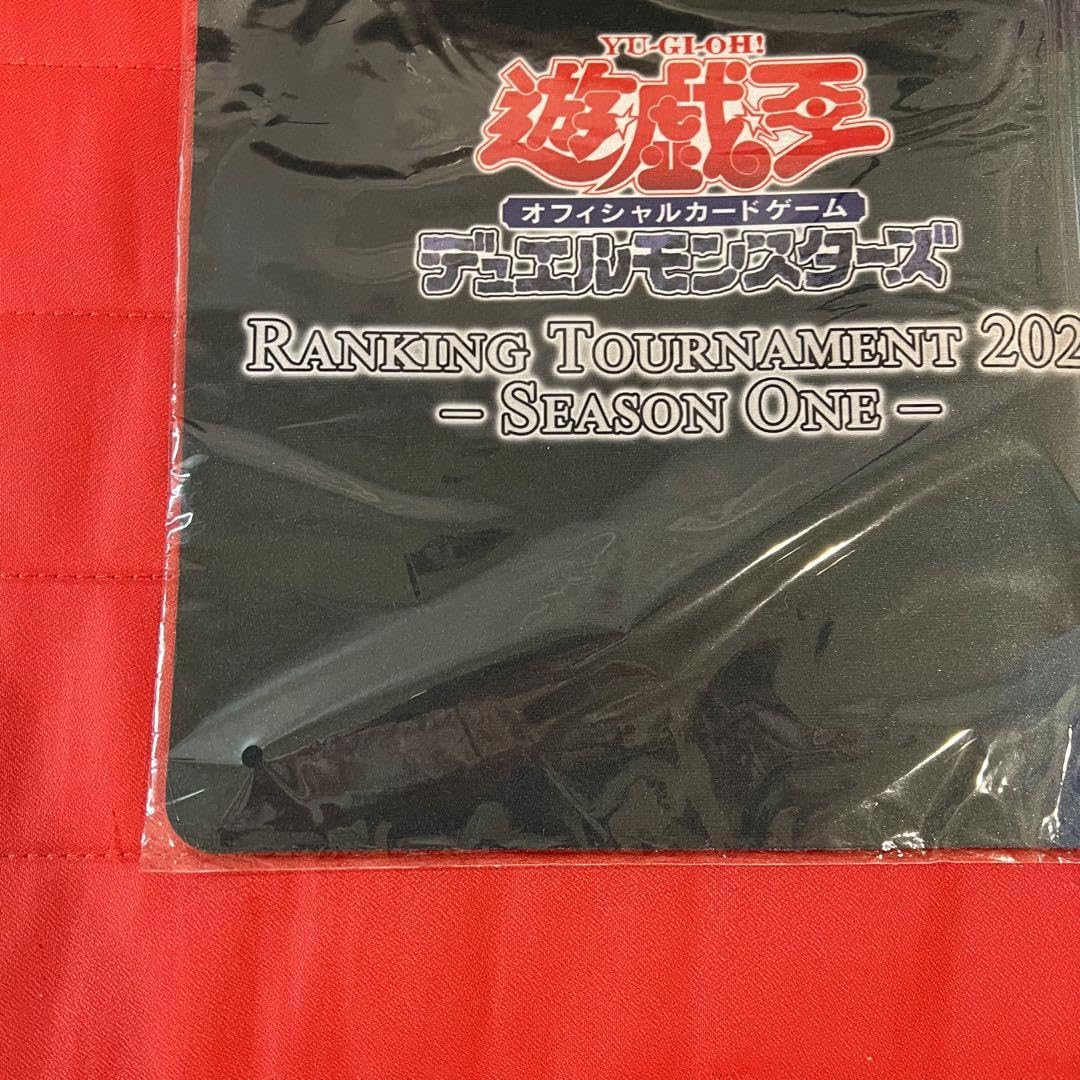 YU-GI-OH!
遊戯王
オフィシャルカードゲーム
デュエルモンスターズ
RANKING TOURNAMENT 202
– SEASON ONE –